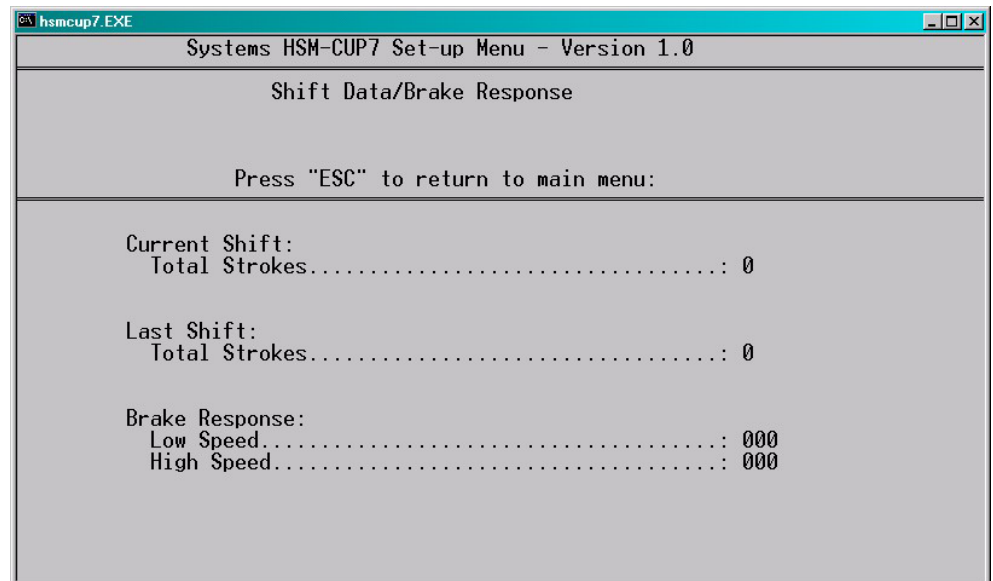 hsmcup7.EXE
Systems HSM-CUP7 Set-up Menu - Version 1.0
Shift Data/Brake Response
Press "ESC" to return to main menu:
Current Shift:
Total Strokes..................................: 0
Last Shift:
Total Strokes..................................: 0
Brake Response:
Low Speed......................................: 000
High Speed.....................................: 000